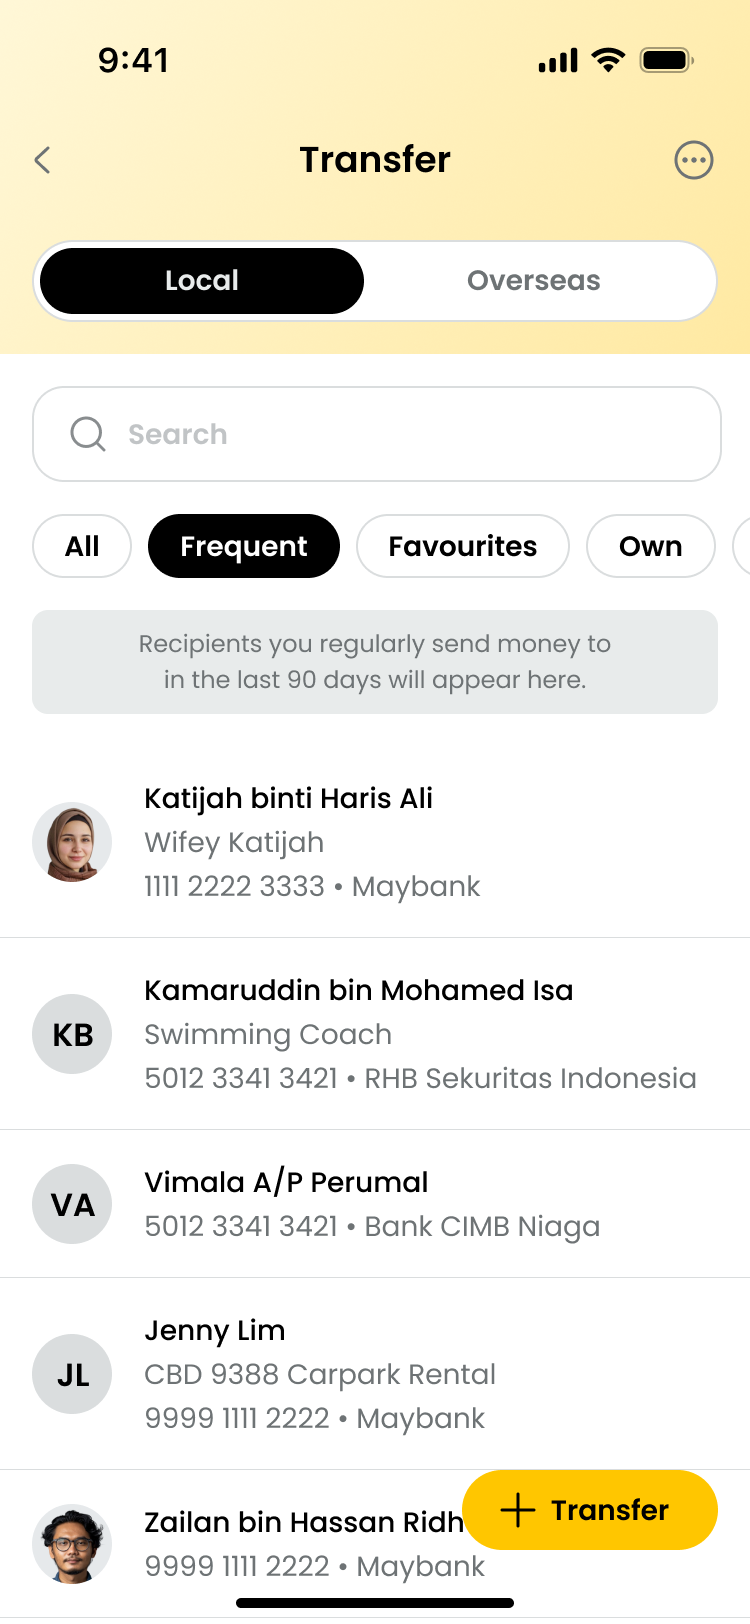 9:41
Transfer
Local
Overseas
Search
All
Frequent
Favourites
Own
Recipients you regularly send money to
in the last 90 days will appear here.
Katijah binti Haris Ali
Wifey Katijah
1111 2222 3333 • Maybank
KB
Kamaruddin bin Mohamed Isa
Swimming Coach
5012 3341 3421 • RHB Sekuritas Indonesia
VA
Vimala A/P Perumal
5012 3341 3421 • Bank CIMB Niaga
JL
Jenny Lim
CBD 9388 Carpark Rental
9999 1111 2222 • Maybank
Zailan bin Hassan Ridh
Transfer
9999 1111 2222 • Maybank